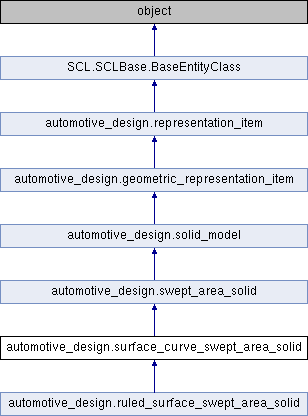 object
SCL.SCLBase.BaseEntityClass
automotive_design.representation_item
automotive_design.geometric_representation_item
automotive_design.solid_model
automotive_design.swept_area_solid
automotive_design.surface_curve_swept_area_solid
automotive_design.ruled_surface_swept_area_solid